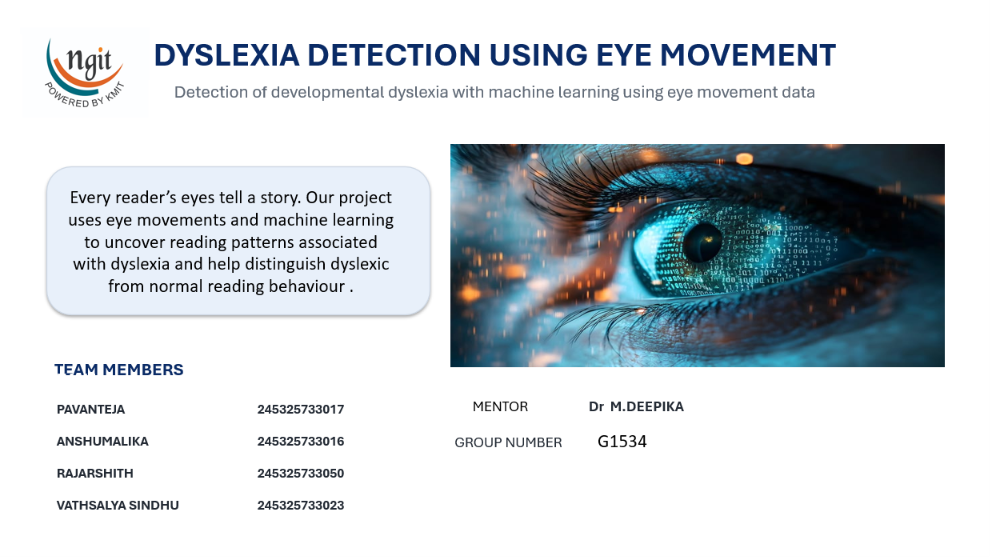 ngit
POWERED BY KMIT
DYSLEXIA DETECTION USING EYE MOVEMENT
Detection of developmental dyslexia with machine learning using eye movement data
Every reader’s eyes tell a story. Our project
uses eye movements and machine learning
to uncover reading patterns associated
with dyslexia and help distinguish dyslexic
from normal reading behaviour .
TEAM MEMBERS
PAVANTEJA 245325733017
ANSHUMALIKA 245325733016
RAJARSHITH 245325733050
VATHSALYA SINDHU 245325733023
MENTOR Dr M.DEEPIKA
GROUP NUMBER G1534